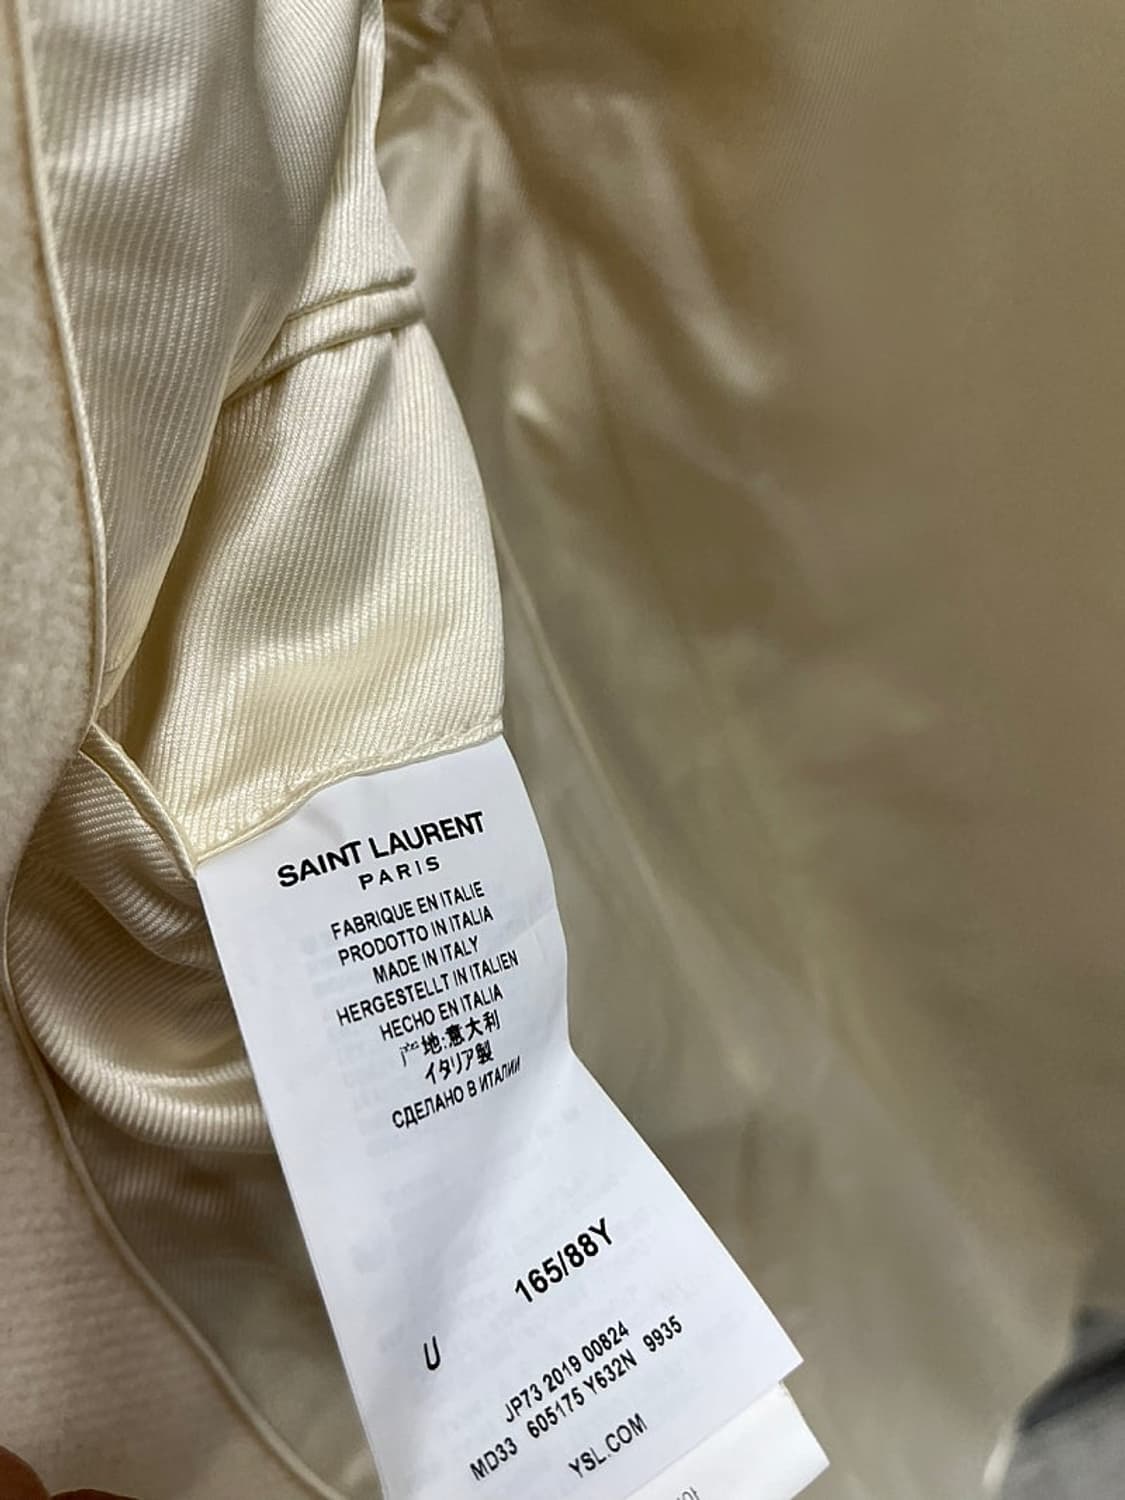 SAINT LAURENT
PARIS
FABRIQUE EN ITALIE
PRODOTTO IN ITALIA
MADE IN ITALY
HERGESTELLT IN ITALIEN
HECHO EN ITALIA
产地:意大利
イタリア製
СДЕЛАНО В ИТАЛИИ
165/88Y
U
JP73 2019 00824
MD33 605175 Y632N 9935
YSL.COM